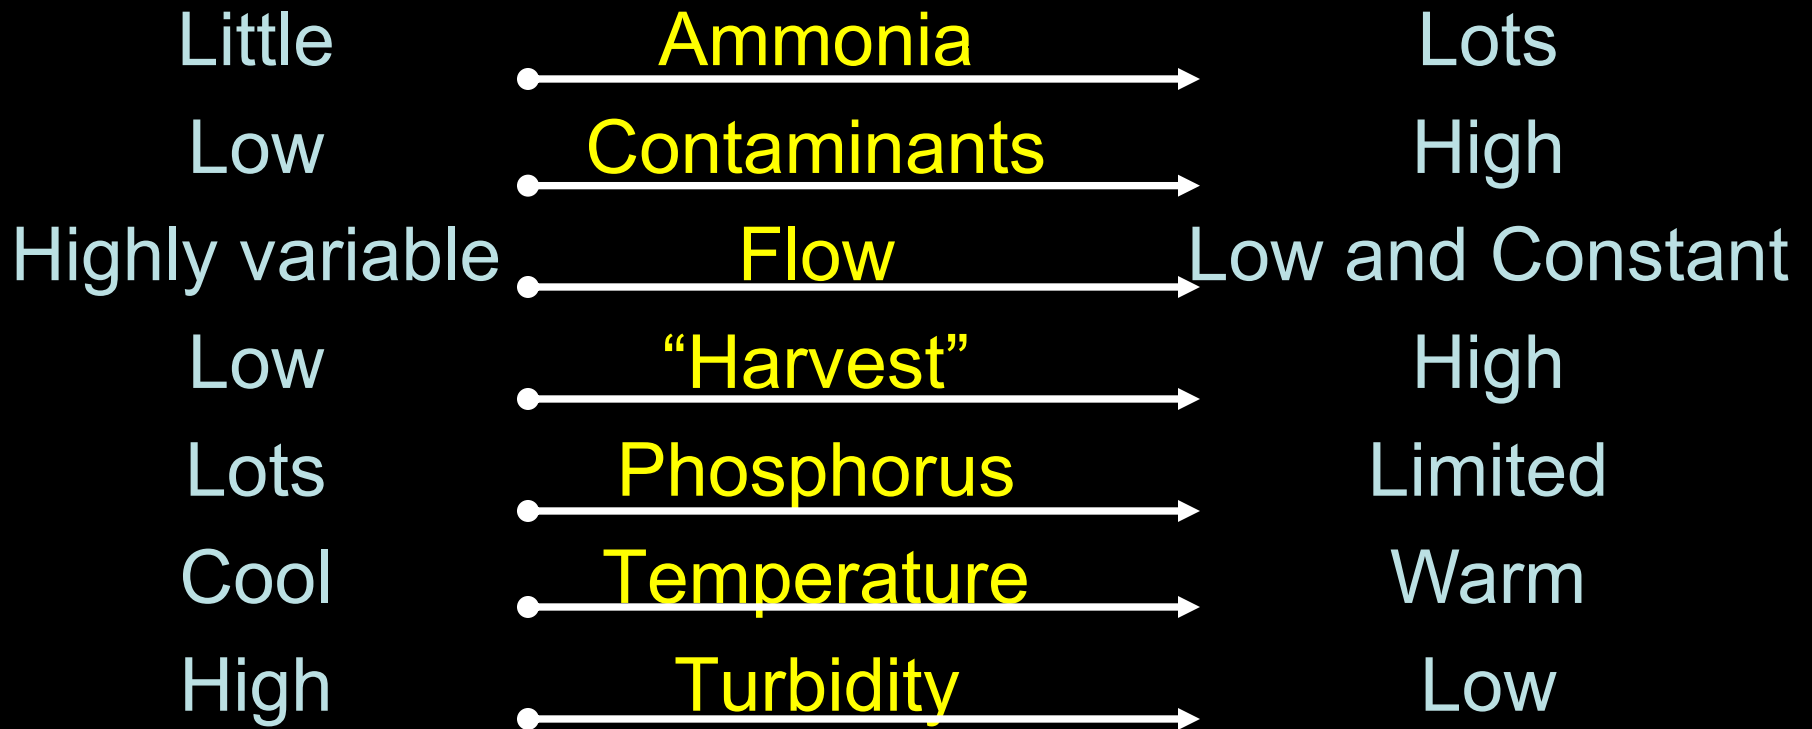 Little Ammonia Lots
Low Contaminants High
Highly variable Flow Low and Constant
Low “Harvest” High
Lots Phosphorus Limited
Cool Temperature Warm
High Turbidity Low